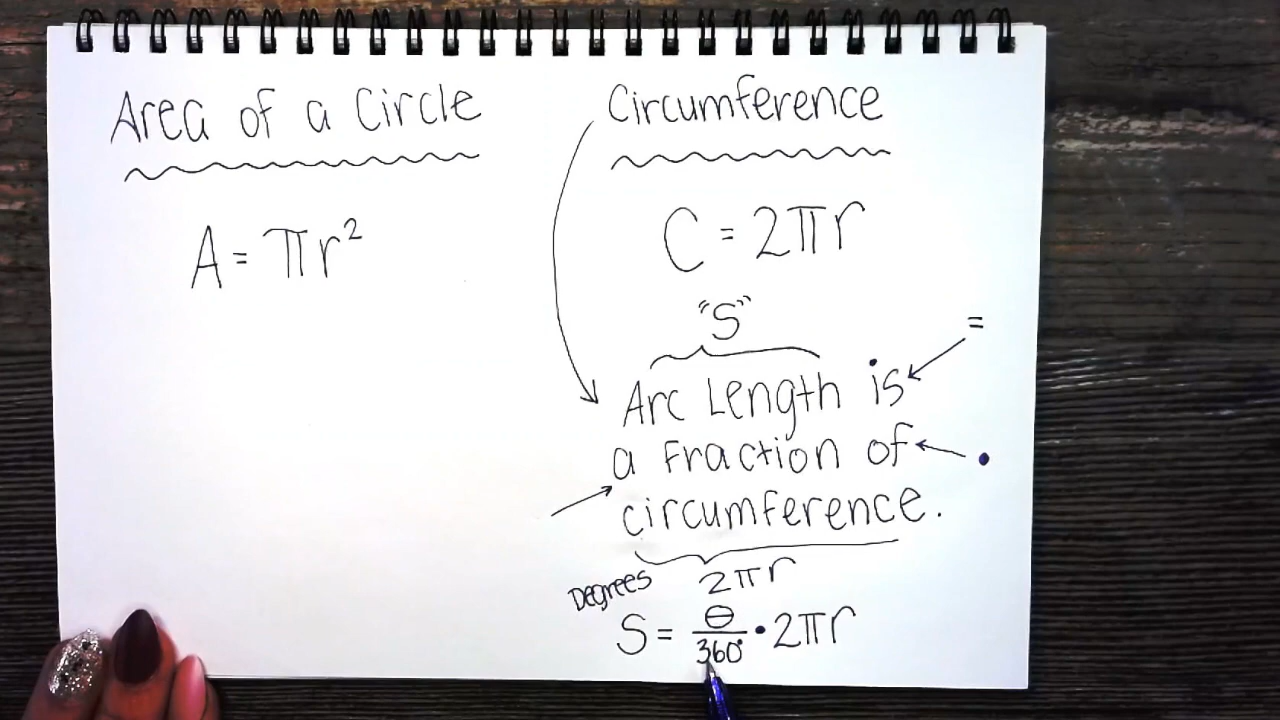 Area of a Circle
A = πr²
Circumference
C = 2πr
"S"
=
Arc Length is
a Fraction of
•
circumference.
2πr
Degrees
S = θ/360° • 2πr